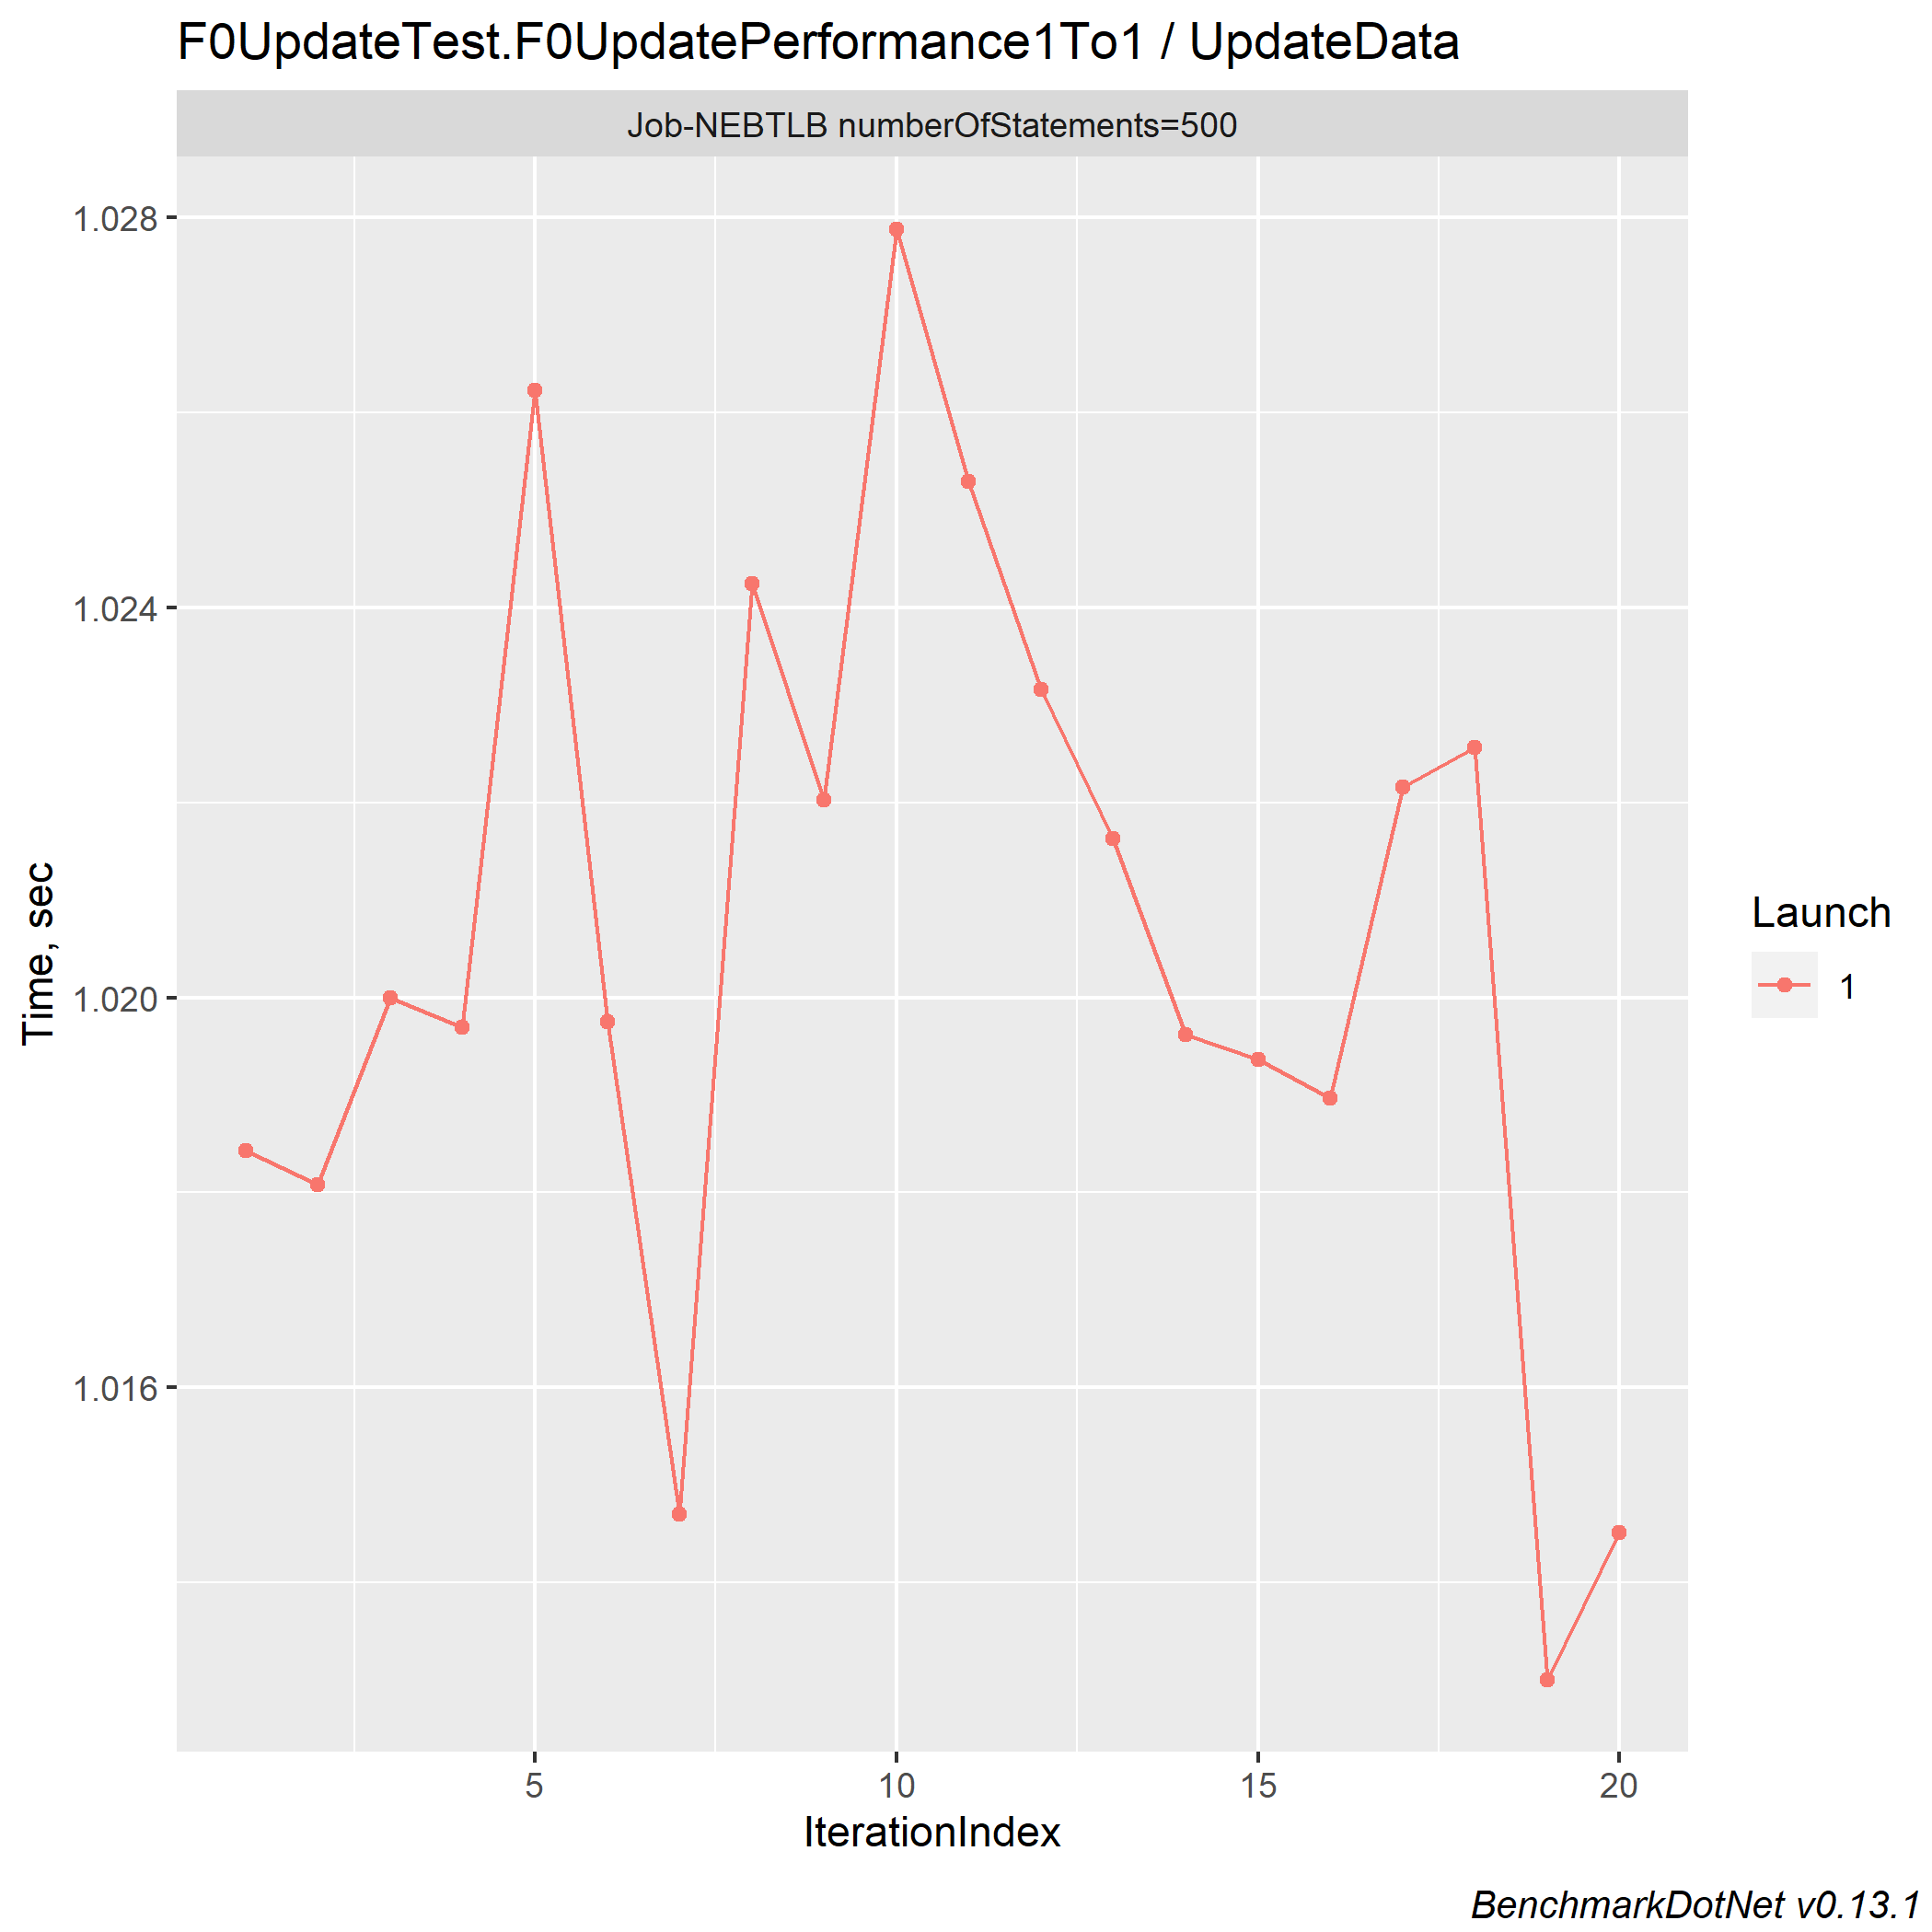 F0UpdateTest.F0UpdatePerformance1To1 / UpdateData
Job-NEBTLB numberOfStatements=500
1.028
1.024
1.020
1.016
Time, sec
5 10 15 20
IterationIndex
Launch
1
BenchmarkDotNet v0.13.1